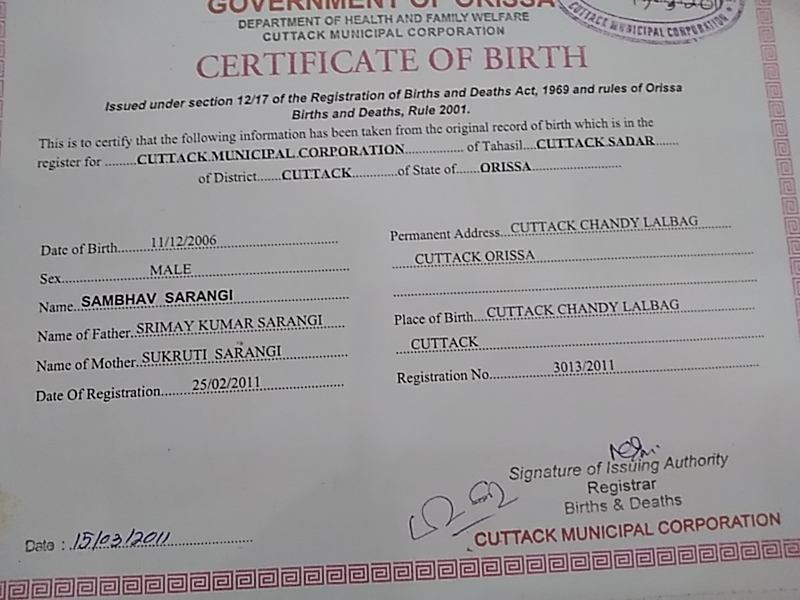 GOVERNMENT OF ORISSA
DEPARTMENT OF HEALTH AND FAMILY WELFARE
CUTTACK MUNICIPAL CORPORATION
CUTTACK MUNICIPAL CORPORATION
CERTIFICATE OF BIRTH
Issued under section 12/17 of the Registration of Births and Deaths Act, 1969 and rules of Orissa
Births and Deaths, Rule 2001.
This is to certify that the following information has been taken from the original record of birth which is in the
register for .........CUTTACK MUNICIPAL CORPORATION............... of Tahasil....CUTTACK SADAR.......
of District.......CUTTACK.............of State of.......ORISSA...........................
Date of Birth........11/12/2006
Sex.............MALE
Name..SAMBHAV SARANGI
Name of Father..SRIMAY KUMAR SARANGI
Name of Mother..SUKRUTI SARANGI
Date Of Registration..........25/02/2011
Permanent Address...CUTTACK CHANDY LALBAG
CUTTACK ORISSA
Place of Birth....CUTTACK CHANDY LALBAG
CUTTACK
Registration No....................3013/2011
Signature of Issuing Authority
Registrar
Births & Deaths
CUTTACK MUNICIPAL CORPORATION
Date : 15/03/2011